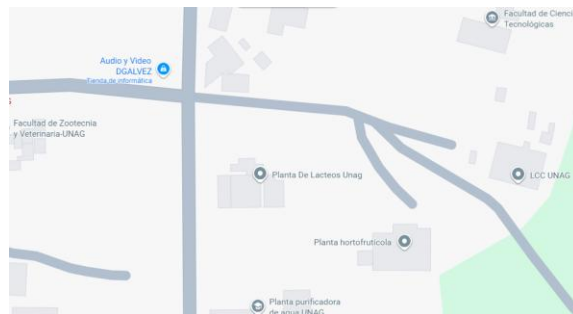 Facultad de Cienci
Tecnológicas
Audio y Video
DGALVEZ
Tienda de informática
Facultad de Zootecnia
y Veterinaria-UNAG
Planta De Lacteos Unag
LCC UNAG
Planta hortofruticola
Planta purificadora
de agua UNAG